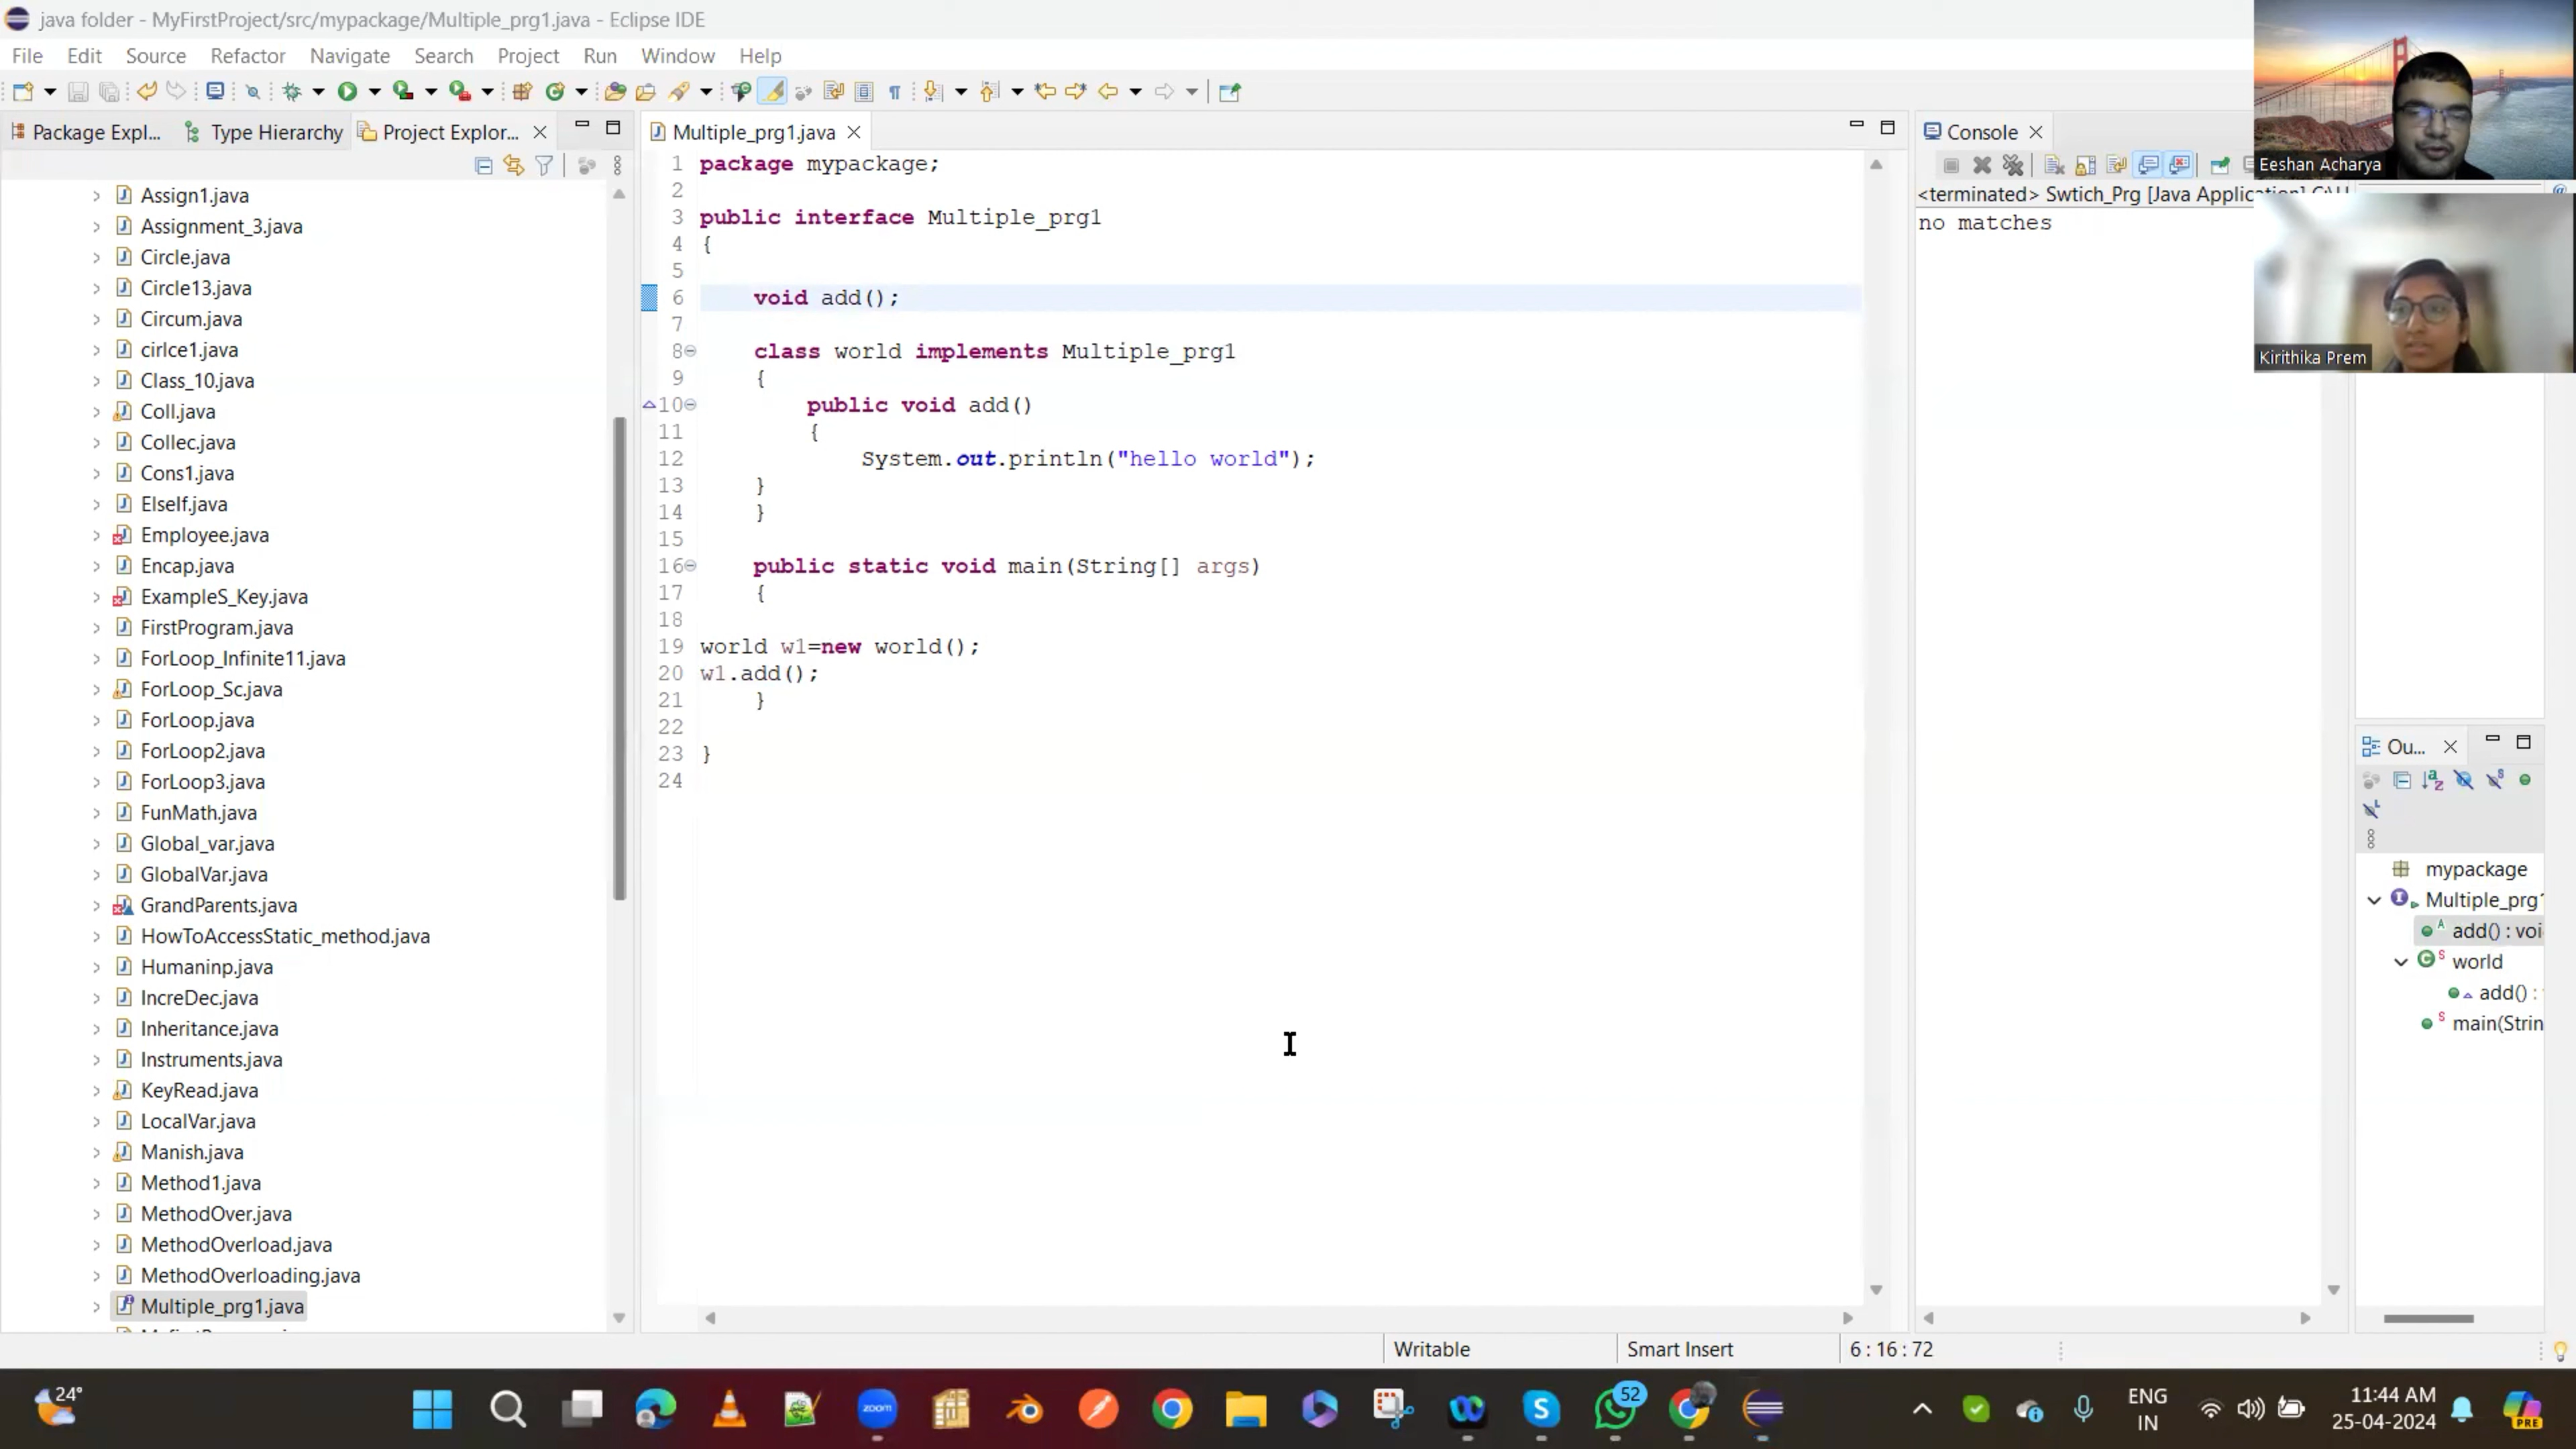 java folder - MyFirstProject/src/mypackage/Multiple_prg1.java - Eclipse IDE
File Edit Source Refactor Navigate Search Project Run Window Help
Package Expl... Type Hierarchy Project Explor...
Assign1.java
Assignment_3.java
Circle.java
Circle13.java
Circum.java
cirlce1.java
Class_10.java
Coll.java
Collec.java
Cons1.java
ElseIf.java
Employee.java
Encap.java
ExampleS_Key.java
FirstProgram.java
ForLoop_Infinite11.java
ForLoop_Sc.java
ForLoop.java
ForLoop2.java
ForLoop3.java
FunMath.java
Global_var.java
GlobalVar.java
GrandParents.java
HowToAccessStatic_method.java
Humaninp.java
IncreDec.java
Inheritance.java
Instruments.java
KeyRead.java
LocalVar.java
Manish.java
Method1.java
MethodOver.java
MethodOverload.java
MethodOverloading.java
Multiple_prg1.java
Multiple_prg1.java
1 package mypackage;
2
3 public interface Multiple_prg1
4 {
5
6 void add();
7
8 class world implements Multiple_prg1
9 {
10 public void add()
11 {
12 System.out.println("hello world");
13 }
14 }
15
16 public static void main(String[] args)
17 {
18
19 world w1=new world();
20 w1.add();
21 }
22
23 }
24
Console
<terminated> Swtich_Prg [Java Application]
no matches
Eeshan Acharya
Kirithika Prem
Ou...
mypackage
Multiple_prg1
add() : voi
world
add() :
main(Strin
Writable Smart Insert 6 : 16 : 72
24°
zoom
52
ENG
IN
11:44 AM
25-04-2024
PRE